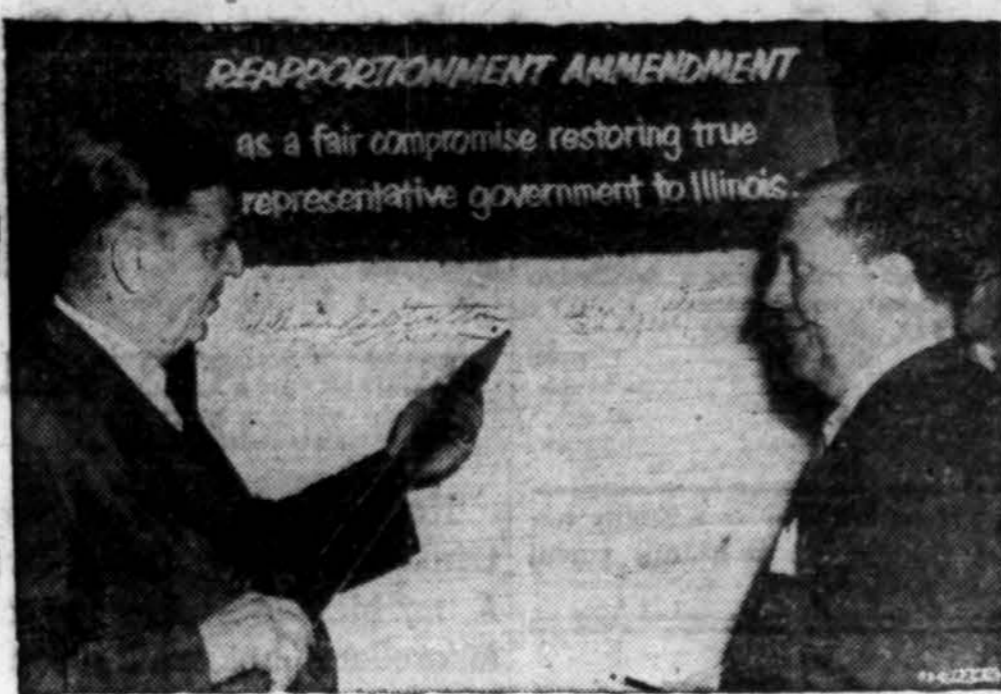 REAPPORTIONMENT AMMENDMENT
as a fair compromise restoring true
representative government to Illinois.